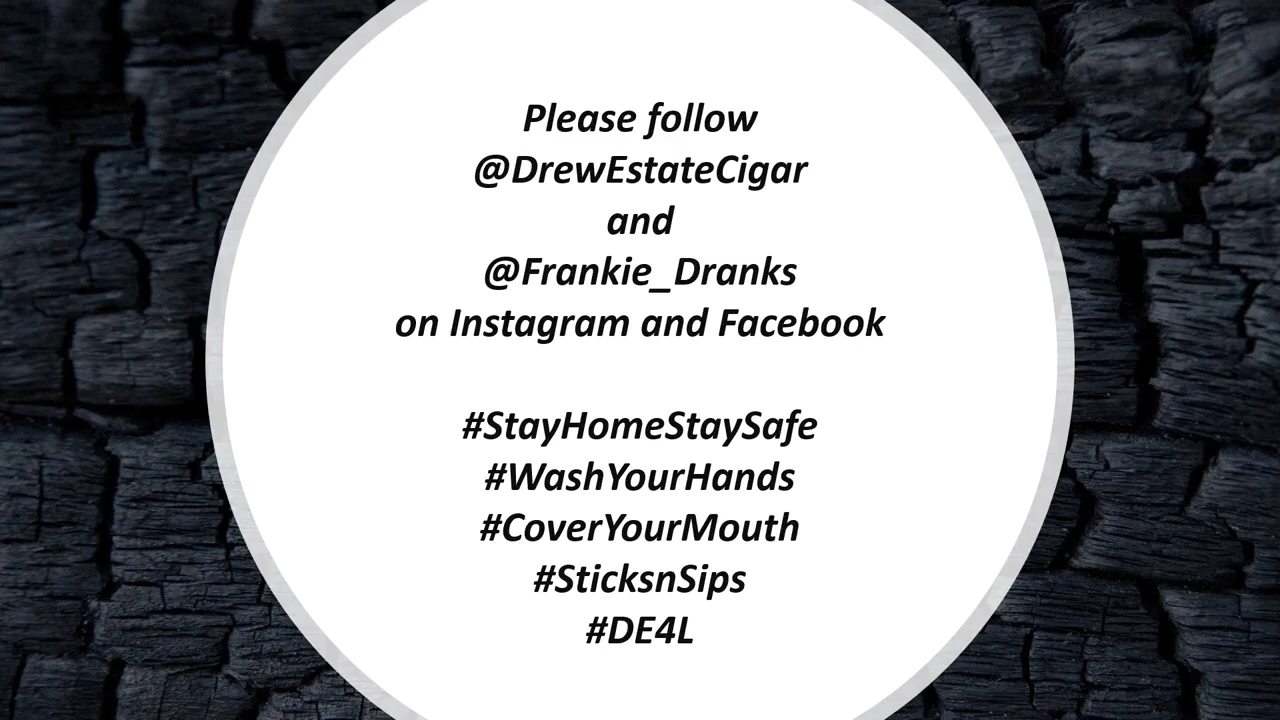 Please follow
@DrewEstateCigar
and
@Frankie_Dranks
on Instagram and Facebook
#StayHomeStaySafe
#WashYourHands
#CoverYourMouth
#SticksnSips
#DE4L